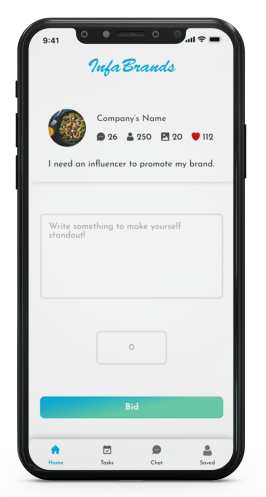 9:41
InfaBrands
Company's Name
26 250 20 112
I need an influencer to promote my brand.
Write something to make yourself
standout!
0
Bid
Home Tasks Chat Saved